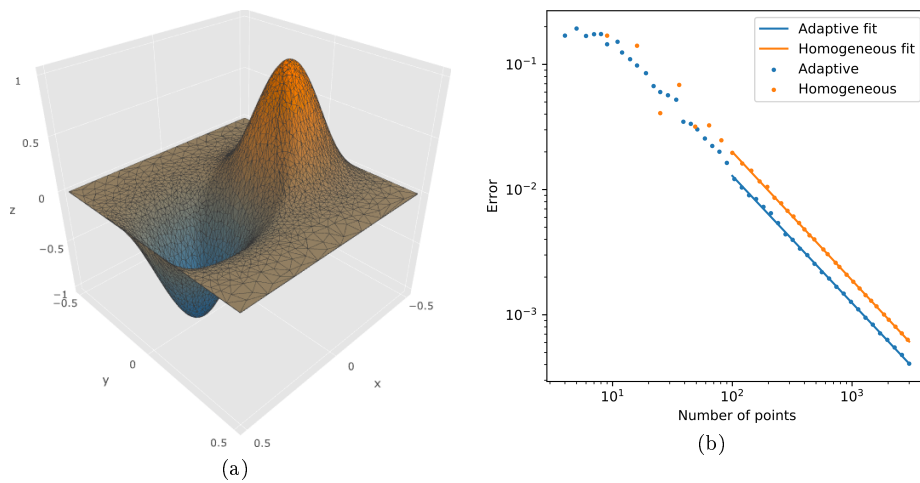 1
0.5
0
−0.5
−1
z
−0.5
0
0.5
y
0.5
0
−0.5
x
(a)
Adaptive fit
Homogeneous fit
Adaptive
Homogeneous
10⁻¹
10⁻²
10⁻³
Error
10¹
10²
10³
Number of points
(b)